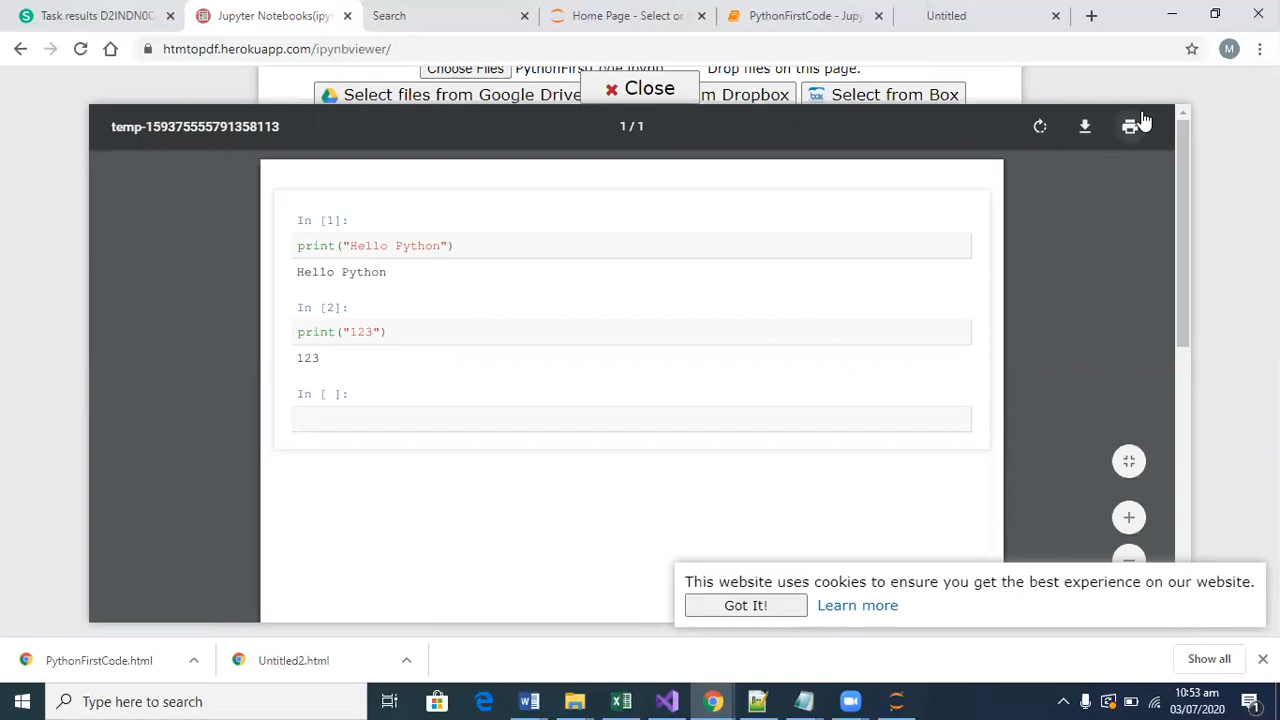 Task results D2INDN0C
Jupyter Notebooks(ipy
Search
Home Page - Select or
PythonFirstCode - Jup
Untitled
htmtopdf.herokuapp.com/ipynbviewer/
M
Choose Files
Drop files on this page.
Select files from Google Drive
Close
m Dropbox
Select from Box
temp-159375555791358113
1 / 1
In [1]:
print("Hello Python")
Hello Python
In [2]:
print("123")
123
In [ ]:
This website uses cookies to ensure you get the best experience on our website.
Got It!
Learn more
PythonFirstCode.html
Untitled2.html
Show all
Type here to search
10:53 am
03/07/2020
1